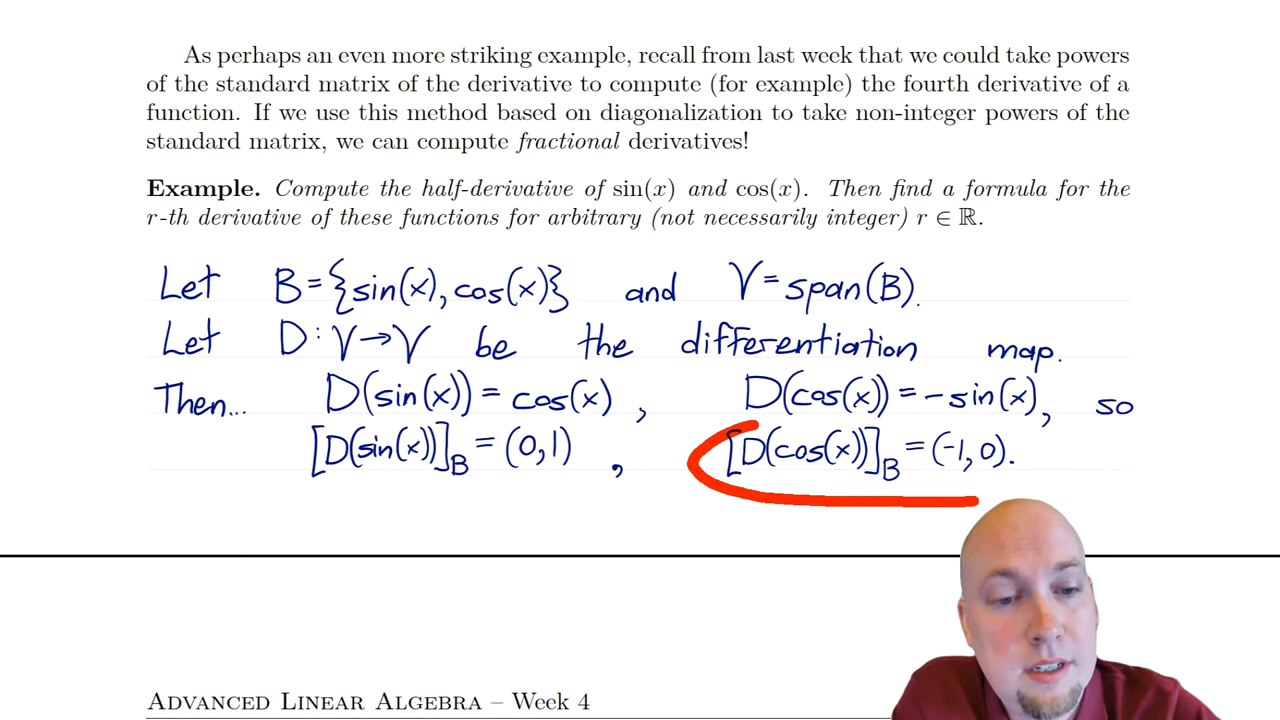 As perhaps an even more striking example, recall from last week that we could take powers
of the standard matrix of the derivative to compute (for example) the fourth derivative of a
function. If we use this method based on diagonalization to take non-integer powers of the
standard matrix, we can compute fractional derivatives!
Example. Compute the half-derivative of sin(x) and cos(x). Then find a formula for the
r-th derivative of these functions for arbitrary (not necessarily integer) r ∈ ℝ.
Let B={sin(x), cos(x)} and V=span(B).
Let D:V→V be the differentiation map.
Then... D(sin(x))=cos(x), D(cos(x))=-sin(x), so
[D(sin(x))]_B=(0,1), [D(cos(x))]_B=(-1,0).
ADVANCED LINEAR ALGEBRA – Week 4